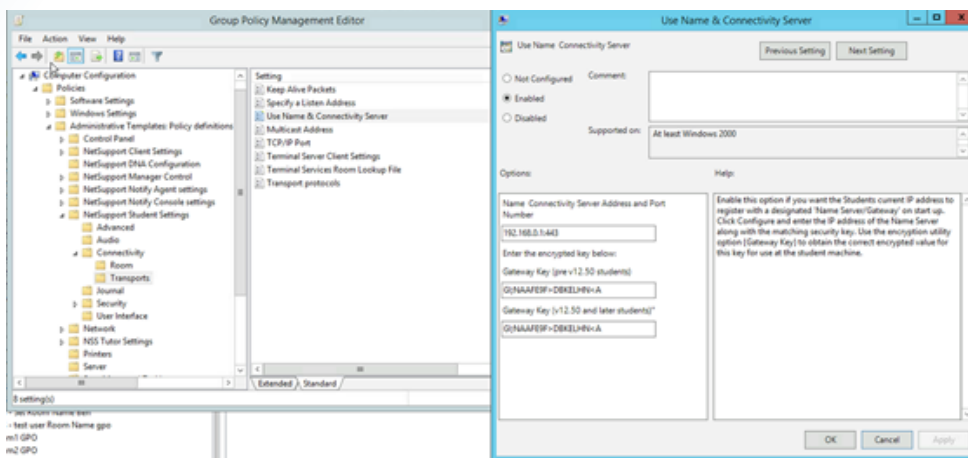 Group Policy Management Editor
File Action View Help
Computer Configuration
Policies
Software Settings
Windows Settings
Administrative Templates: Policy definitions
Control Panel
NetSupport Client Settings
NetSupport DNA Configuration
NetSupport Manager Control
NetSupport Notify Agent settings
NetSupport Notify Console settings
NetSupport Student Settings
Advanced
Audio
Connectivity
Room
Transports
Journal
Security
User Interface
Network
NSS Tutor Settings
Printers
Server
Setting
Keep Alive Packets
Specify a Listen Address
Use Name & Connectivity Server
Multicast Address
TCP/IP Port
Terminal Server Client Settings
Terminal Services Room Lookup File
Transport protocols
Extended Standard
8 setting(s)
Room Name Ben
- test user Room Name gpo
m1 GPO
m2 GPO
Use Name & Connectivity Server
Use Name Connectivity Server
Previous Setting Next Setting
Not Configured Comment:
Enabled
Disabled
Supported on: At least Windows 2000
Options: Help:
Name Connectivity Server Address and Port
Number
192.168.0.1:443
Enter the encrypted key below:
Gateway Key (pre v12.50 students)
Gateway Key (v12.50 and later students)"
Enable this option if you want the Students current IP address to
register with a designated 'Name Server/Gateway' on start up.
Click Configure and enter the IP address of the Name Server
along with the matching security key. Use the encryption utility
option [Gateway Key] to obtain the correct encrypted value for
this key for use at the student machine.
OK Cancel Apply